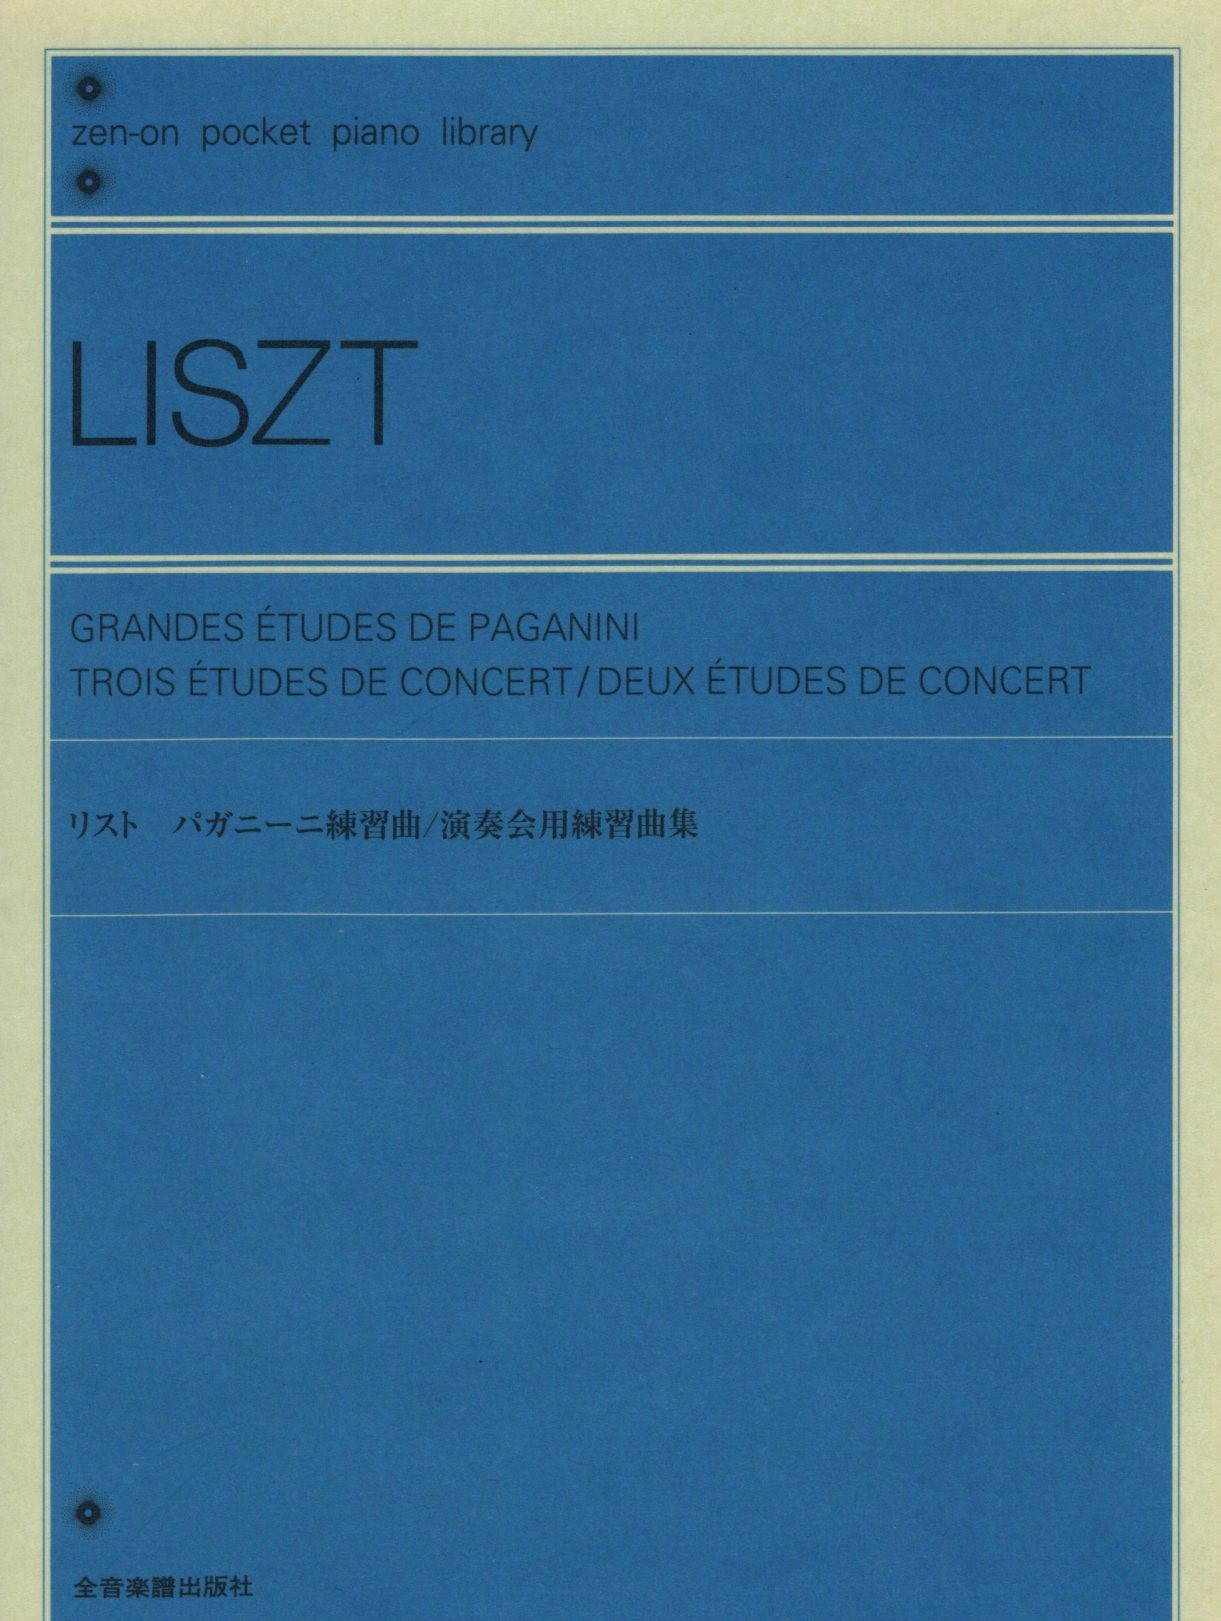 zen-on pocket piano library
LISZT
GRANDES ÉTUDES DE PAGANINI
TROIS ÉTUDES DE CONCERT/DEUX ÉTUDES DE CONCERT
リスト　パガニーニ練習曲/演奏会用練習曲集
全音楽譜出版社